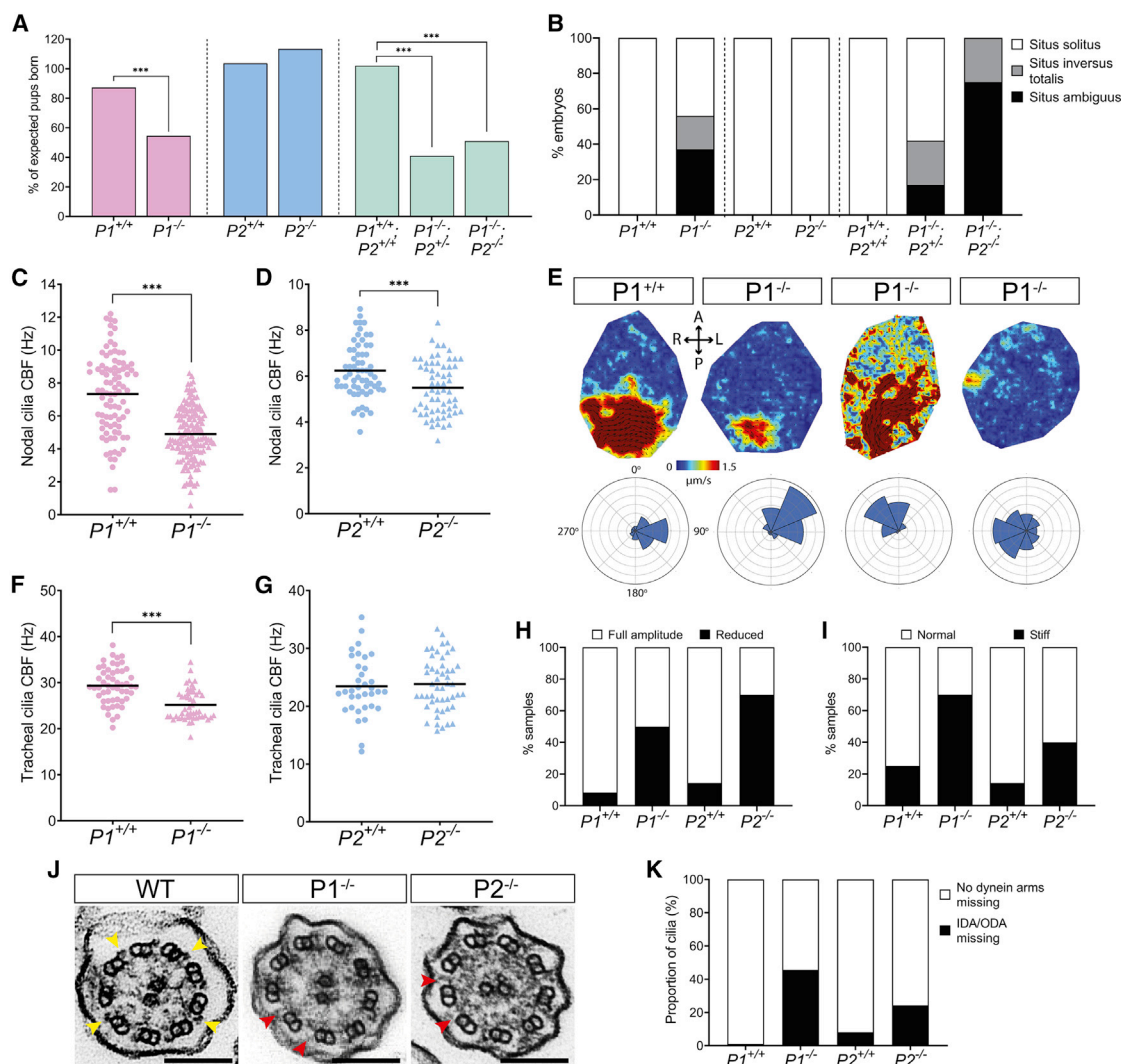 A
% of expected pups born
120
100
80
60
40
20
0
***
***
***
P1+/+
P1-/-
P2+/+
P2-/-
P1+/+;
P2+/+
P1-/-;
P2+/-
P1-/-;
P2-/-
B
% embryos
100
80
60
40
20
0
Situs solitus
Situs inversus
totalis
Situs ambiguus
P1+/+
P1-/-
P2+/+
P2-/-
P1+/+;
P2+/+
P1-/-;
P2+/-
P1-/-;
P2-/-
C
Nodal cilia CBF (Hz)
14
12
10
8
6
4
2
0
***
P1+/+
P1-/-
D
Nodal cilia CBF (Hz)
10
8
6
4
2
0
***
P2+/+
P2-/-
E
P1+/+
P1-/-
P1-/-
P1-/-
A
R
L
P
0
1.5
μm/s
0°
270°
90°
180°
F
Tracheal cilia CBF (Hz)
50
40
30
20
10
0
***
P1+/+
P1-/-
G
Tracheal cilia CBF (Hz)
40
30
20
10
0
P2+/+
P2-/-
H
Full amplitude
Reduced
% samples
100
80
60
40
20
0
P1+/+
P1-/-
P2+/+
P2-/-
I
Normal
Stiff
% samples
100
80
60
40
20
0
P1+/+
P1-/-
P2+/+
P2-/-
J
WT
P1-/-
P2-/-
K
Proportion of cilia (%)
100
80
60
40
20
0
No dynein arms
missing
IDA/ODA
missing
P1+/+
P1-/-
P2+/+
P2-/-